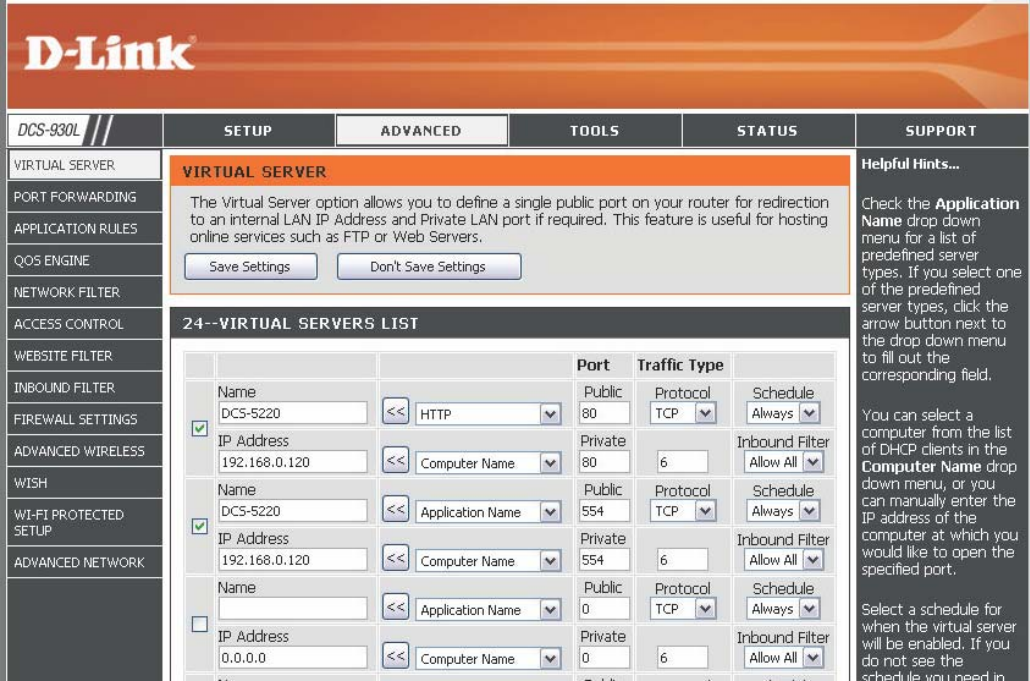 D-Link
DCS-930L
SETUP
ADVANCED
TOOLS
STATUS
SUPPORT
VIRTUAL SERVER
PORT FORWARDING
APPLICATION RULES
QOS ENGINE
NETWORK FILTER
ACCESS CONTROL
WEBSITE FILTER
INBOUND FILTER
FIREWALL SETTINGS
ADVANCED WIRELESS
WISH
WI-FI PROTECTED
SETUP
ADVANCED NETWORK
VIRTUAL SERVER
The Virtual Server option allows you to define a single public port on your router for redirection
to an internal LAN IP Address and Private LAN port if required. This feature is useful for hosting
online services such as FTP or Web Servers.
Save Settings Don't Save Settings
24--VIRTUAL SERVERS LIST
Port Traffic Type
Name Public Protocol Schedule
DCS-5220 << HTTP 80 TCP Always
IP Address Private Inbound Filter
192.168.0.120 << Computer Name 80 6 Allow All
Name Public Protocol Schedule
DCS-5220 << Application Name 554 TCP Always
IP Address Private Inbound Filter
192.168.0.120 << Computer Name 554 6 Allow All
Name Public Protocol Schedule
<< Application Name 0 TCP Always
IP Address Private Inbound Filter
0.0.0.0 << Computer Name 0 6 Allow All
Helpful Hints...
Check the Application
Name drop down
menu for a list of
predefined server
types. If you select one
of the predefined
server types, click the
arrow button next to
the drop down menu
to fill out the
corresponding field.
You can select a
computer from the list
of DHCP clients in the
Computer Name drop
down menu, or you
can manually enter the
IP address of the
computer at which you
would like to open the
specified port.
Select a schedule for
when the virtual server
will be enabled. If you
do not see the
schedule you need in